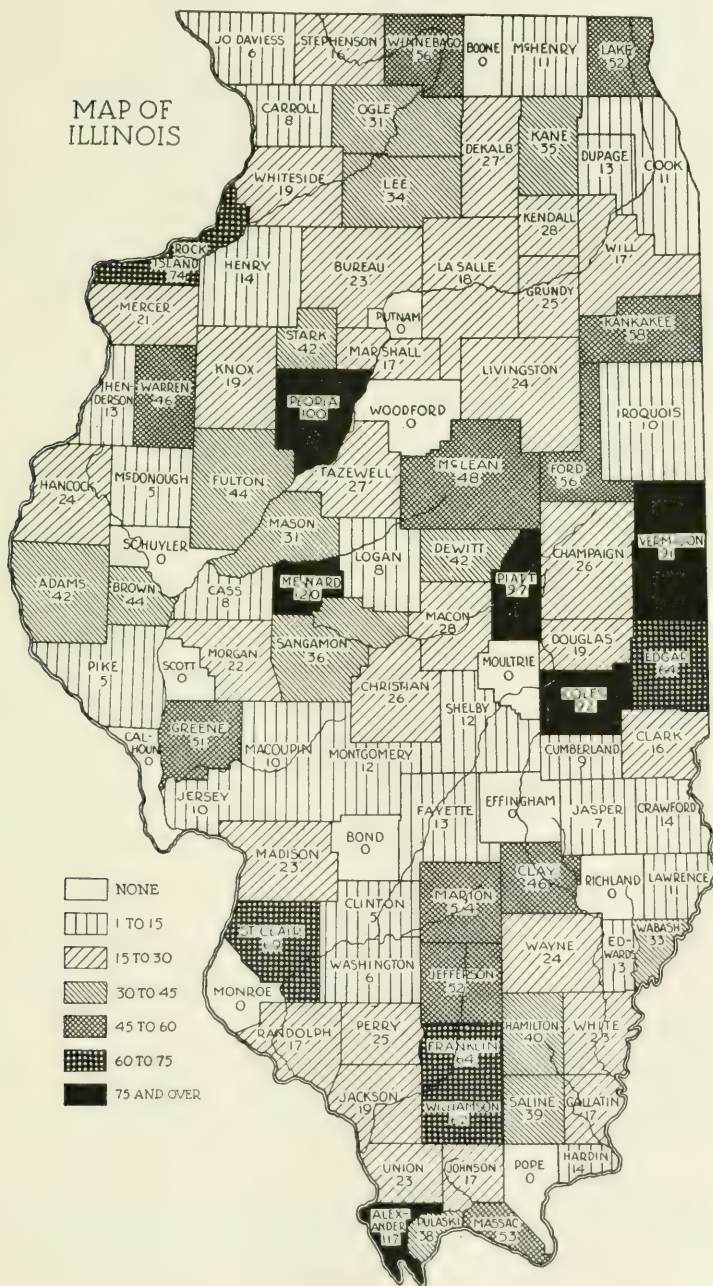 MAP OF
ILLINOIS
JO DAVIESS
6
STEPHENSON
16
WINNEBAGO
56
BOONE
0
McHENRY
11
LAKE
52
CARROLL
8
OGLE
31
DEKALB
27
KANE
35
DUPAGE
13
COOK
11
WHITESIDE
19
LEE
34
KENDALL
28
WILL
17
ROCK
ISLAND
74
HENRY
14
BUREAU
23
LA SALLE
18
GRUNDY
25
MERCER
21
PUTNAM
0
KANKAKEE
58
STARK
42
MARSHALL
17
LIVINGSTON
24
HEN-
DERSON
13
WARREN
46
KNOX
19
PEORIA
100
WOODFORD
0
IROQUOIS
10
HANCOCK
24
McDONOUGH
5
FULTON
44
TAZEWELL
27
McLEAN
48
FORD
56
MASON
31
SCHUYLER
0
LOGAN
8
DEWITT
42
CHAMPAIGN
26
VERMILION
91
ADAMS
42
BROWN
44
CASS
8
MENARD
120
PIATT
97
MACON
28
SANGAMON
36
DOUGLAS
19
EDGAR
64
PIKE
5
SCOTT
0
MORGAN
22
MOULTRIE
0
CHRISTIAN
26
COLES
92
SHELBY
12
CAL-
HOUN
0
GREENE
51
MACOUPIN
10
MONTGOMERY
12
CUMBERLAND
9
CLARK
16
JERSEY
10
FAYETTE
13
EFFINGHAM
0
JASPER
7
CRAWFORD
14
BOND
0
MADISON
23
CLAY
46
RICHLAND
0
LAWRENCE
11
CLINTON
5
MARION
54
ST CLAIR
69
WASHINGTON
6
JEFFERSON
52
WAYNE
24
ED-
WARDS
13
WABASH
33
MONROE
0
RANDOLPH
17
PERRY
25
FRANKLIN
64
HAMILTON
40
WHITE
23
JACKSON
19
WILLIAMSON
SALINE
39
GALLATIN
17
UNION
23
JOHNSON
17
POPE
0
HARDIN
14
ALEX-
ANDER
117
PULASKI
38
MASSAC
53
NONE
1 TO 15
15 TO 30
30 TO 45
45 TO 60
60 TO 75
75 AND OVER